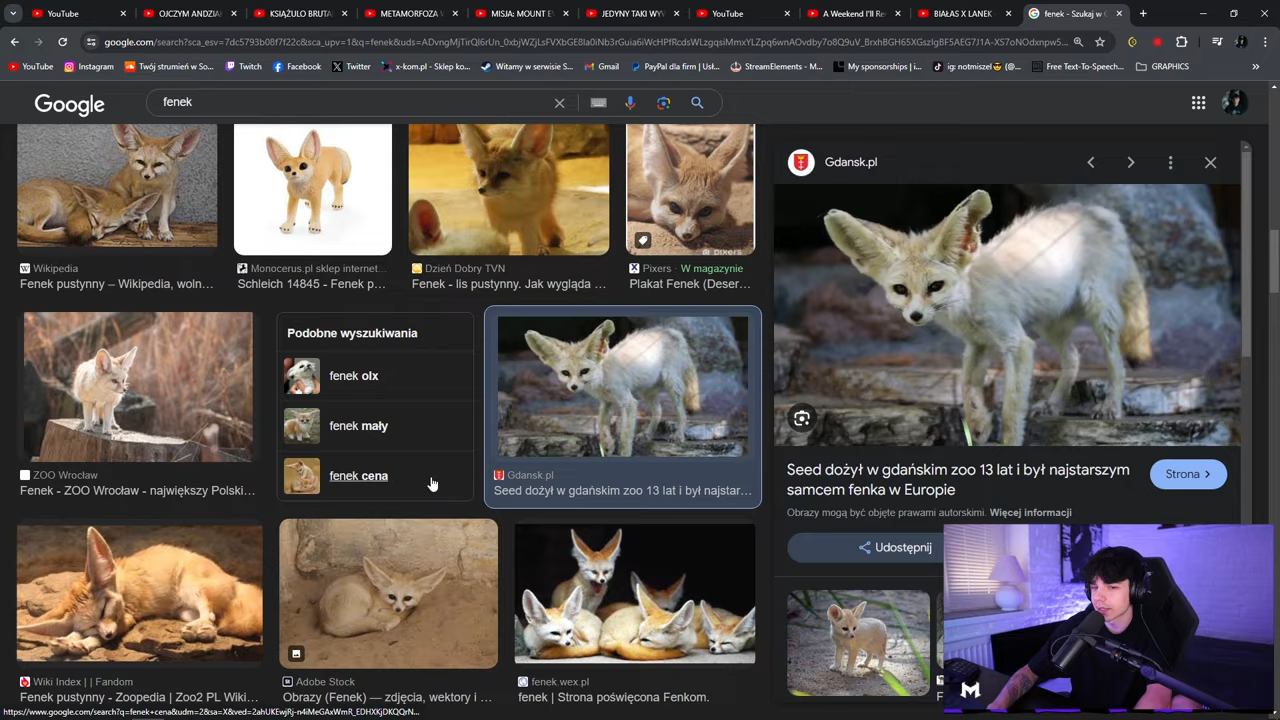 YouTube
OJCZYM ANDZIA
KSIĄŻULO BRUTA
METAMORFOZA W
MISJA: MOUNT E
JEDYNY TAKI WY
YouTube
A Weekend I'll Re
BIAŁAS X LANEK
fenek - Szukaj w G
YouTube
Instagram
Twój strumień w So...
Twitch
Facebook
Twitter
x-kom.pl - Sklep ko...
Witamy w serwisie S...
Gmail
PayPal dla firm | Usł...
StreamElements - M...
My sponsorships | i...
ig: notmisel
Free Text-To-Speech...
GRAPHICS
Google
fenek
Gdansk.pl
Wikipedia
Fenek pustynny – Wikipedia, woln...
Monocerus.pl sklep internet...
Schleich 14845 - Fenek p...
Dzień Dobry TVN
Fenek - lis pustynny. Jak wygląda ...
Pixers · W magazynie
Plakat Fenek (Deser...
Podobne wyszukiwania
fenek olx
fenek mały
fenek cena
ZOO Wrocław
Fenek - ZOO Wrocław - największy Polski...
Gdansk.pl
Seed dożył w gdańskim zoo 13 lat i był najstar...
Seed dożył w gdańskim zoo 13 lat i był najstarszym
samcem fenka w Europie
Strona
Obrazy mogą być objęte prawami autorskimi. Więcej informacji
Udostępnij
Wiki Index | | Fandom
Fenek pustynny - Zoopedia | Zoo2 PL Wiki...
Adobe Stock
Obrazy (Fenek) — zdjęcia, wektory i ...
fenek.wex.pl
fenek | Strona poświęcona Fenkom.